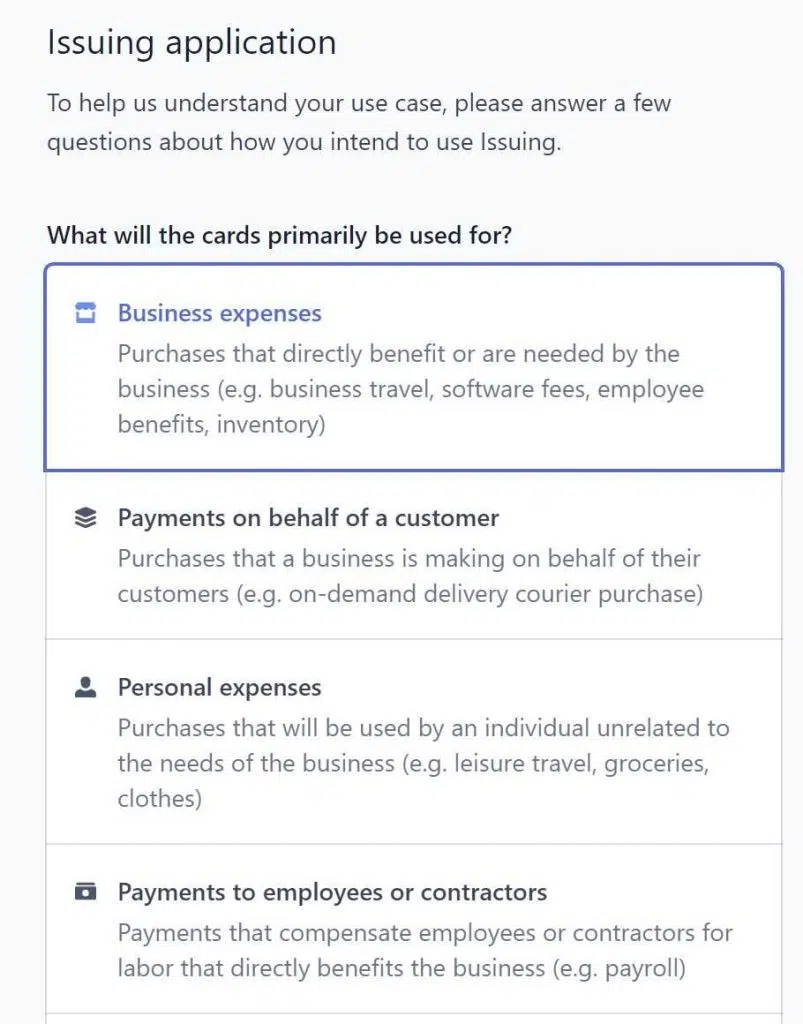 Issuing application
To help us understand your use case, please answer a few
questions about how you intend to use Issuing.
What will the cards primarily be used for?
Business expenses
Purchases that directly benefit or are needed by the
business (e.g. business travel, software fees, employee
benefits, inventory)
Payments on behalf of a customer
Purchases that a business is making on behalf of their
customers (e.g. on-demand delivery courier purchase)
Personal expenses
Purchases that will be used by an individual unrelated to
the needs of the business (e.g. leisure travel, groceries,
clothes)
Payments to employees or contractors
Payments that compensate employees or contractors for
labor that directly benefits the business (e.g. payroll)